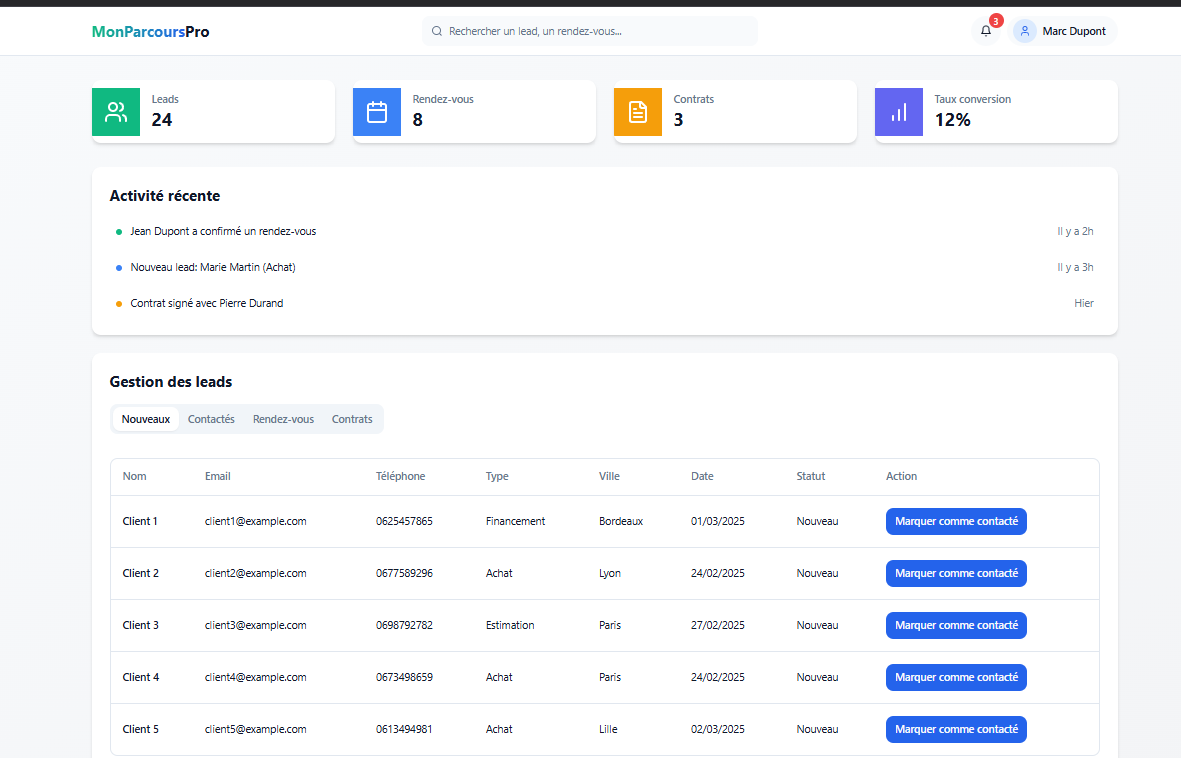 MonParcoursPro
Rechercher un lead, un rendez-vous...
3
Marc Dupont
Leads
24
Rendez-vous
8
Contrats
3
Taux conversion
12%
Activité récente
Jean Dupont a confirmé un rendez-vous Il y a 2h
Nouveau lead: Marie Martin (Achat) Il y a 3h
Contrat signé avec Pierre Durand Hier
Gestion des leads
Nouveaux Contactés Rendez-vous Contrats
Nom Email Téléphone Type Ville Date Statut Action
Client 1 client1@example.com 0625457865 Financement Bordeaux 01/03/2025 Nouveau Marquer comme contacté
Client 2 client2@example.com 0677589296 Achat Lyon 24/02/2025 Nouveau Marquer comme contacté
Client 3 client3@example.com 0698792782 Estimation Paris 27/02/2025 Nouveau Marquer comme contacté
Client 4 client4@example.com 0673498659 Achat Paris 24/02/2025 Nouveau Marquer comme contacté
Client 5 client5@example.com 0613494981 Achat Lille 02/03/2025 Nouveau Marquer comme contacté